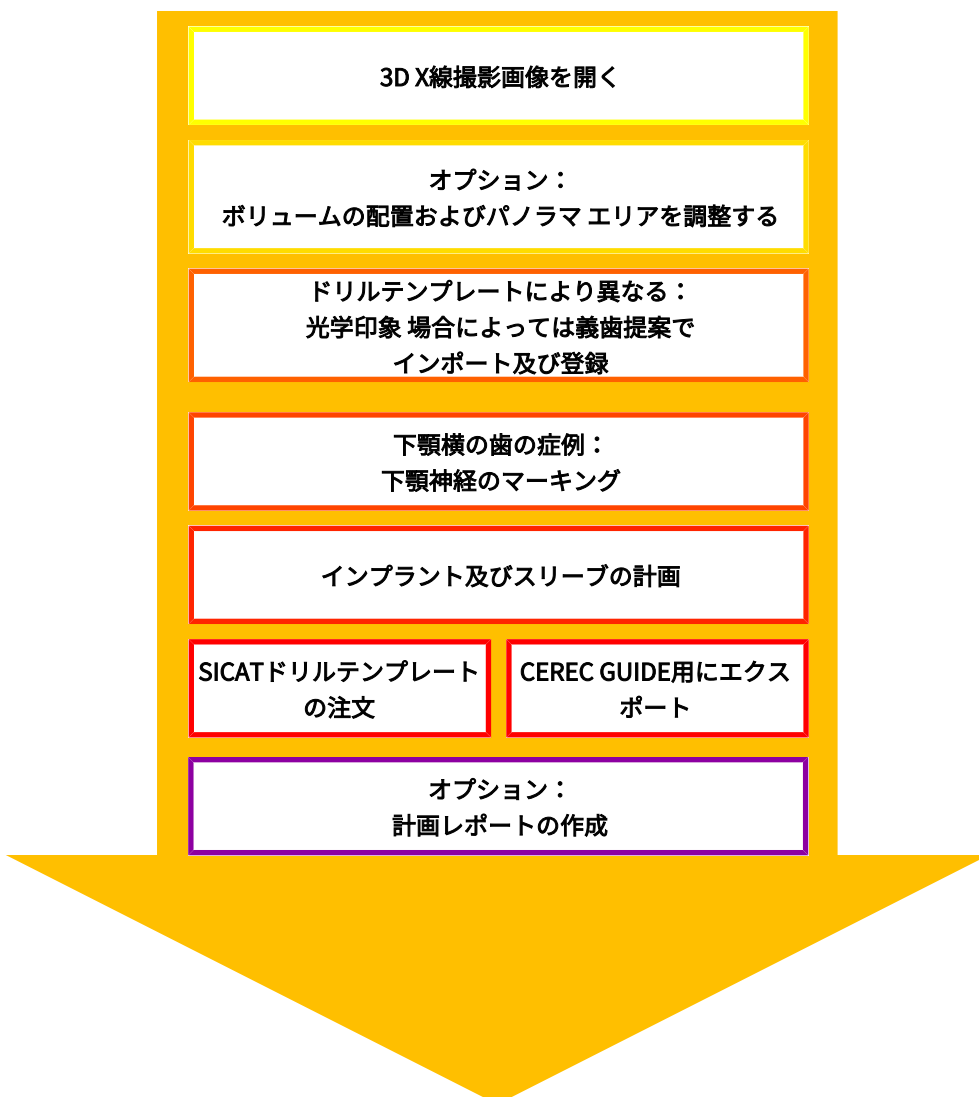 3D X線撮影画像を開く
オプション：
ボリュームの配置およびパノラマ エリアを調整する
ドリルテンプレートにより異なる：
光学印象 場合によっては義歯提案で
インポート及び登録
下顎横の歯の症例：
下顎神経のマーキング
インプラント及びスリーブの計画
SICATドリルテンプレート
の注文
CEREC GUIDE用にエクス
ポート
オプション：
計画レポートの作成